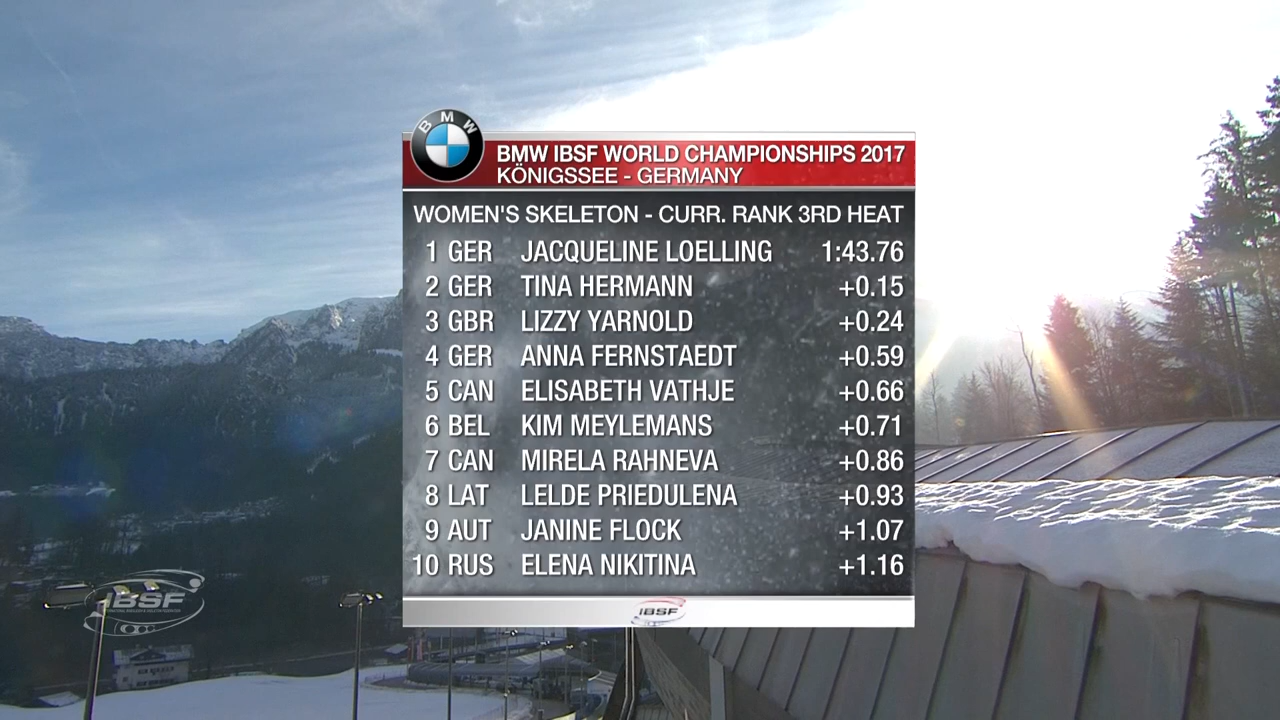 BMW
BMW IBSF WORLD CHAMPIONSHIPS 2017
KÖNIGSSEE - GERMANY
WOMEN'S SKELETON - CURR. RANK 3RD HEAT
1 GER JACQUELINE LOELLING 1:43.76
2 GER TINA HERMANN +0.15
3 GBR LIZZY YARNOLD +0.24
4 GER ANNA FERNSTAEDT +0.59
5 CAN ELISABETH VATHJE +0.66
6 BEL KIM MEYLEMANS +0.71
7 CAN MIRELA RAHNEVA +0.86
8 LAT LELDE PRIEDULENA +0.93
9 AUT JANINE FLOCK +1.07
10 RUS ELENA NIKITINA +1.16
IBSF
IBSF